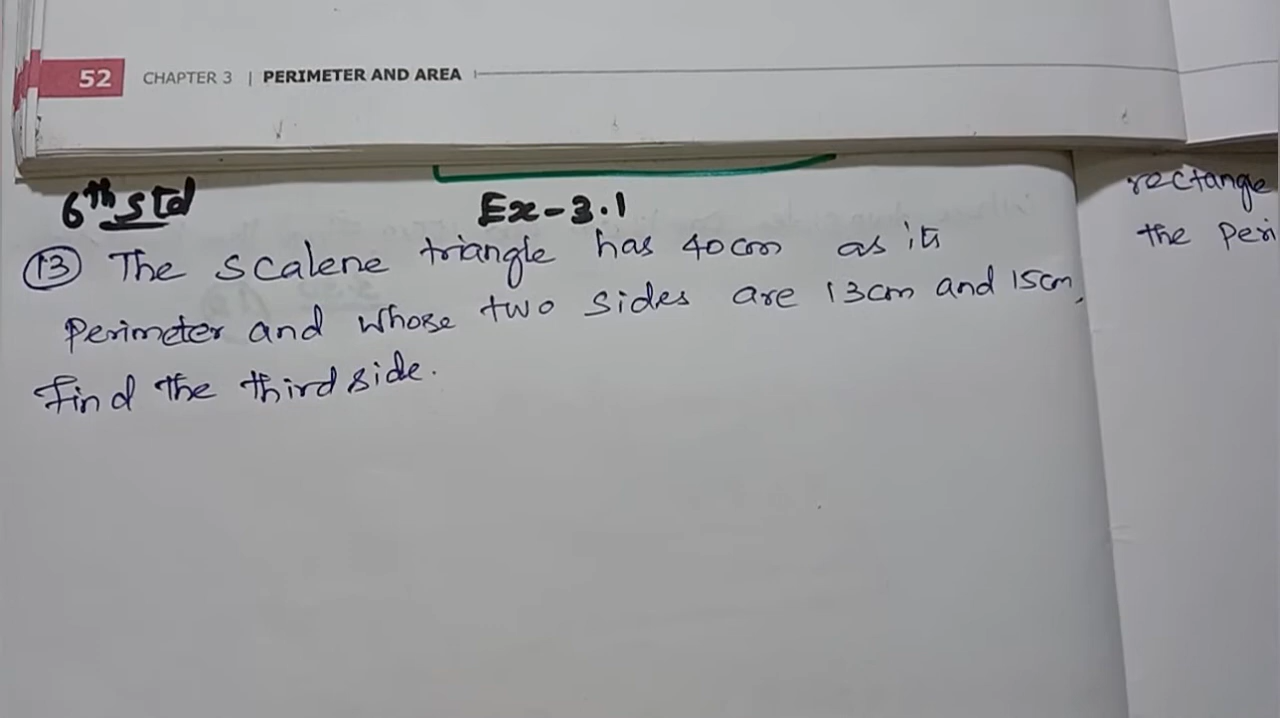 52 CHAPTER 3 | PERIMETER AND AREA
6th Std Ex-3.1
13 The scalene triangle has 40cm as its
Perimeter and whose two sides are 13cm and 15cm,
Find the third side.
rectangle
the Peri